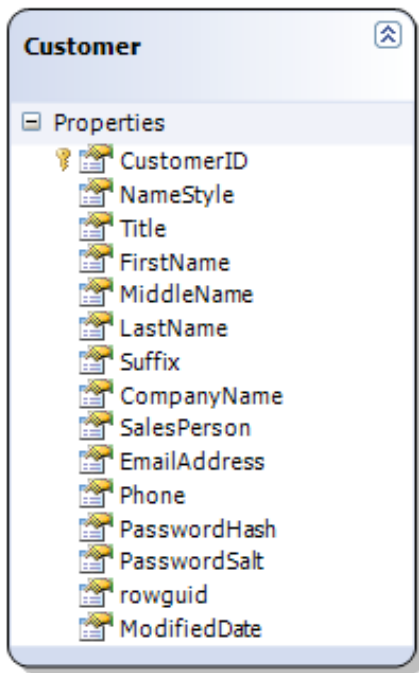 Customer
Properties
CustomerID
NameStyle
Title
FirstName
MiddleName
LastName
Suffix
CompanyName
SalesPerson
EmailAddress
Phone
PasswordHash
PasswordSalt
rowguid
ModifiedDate